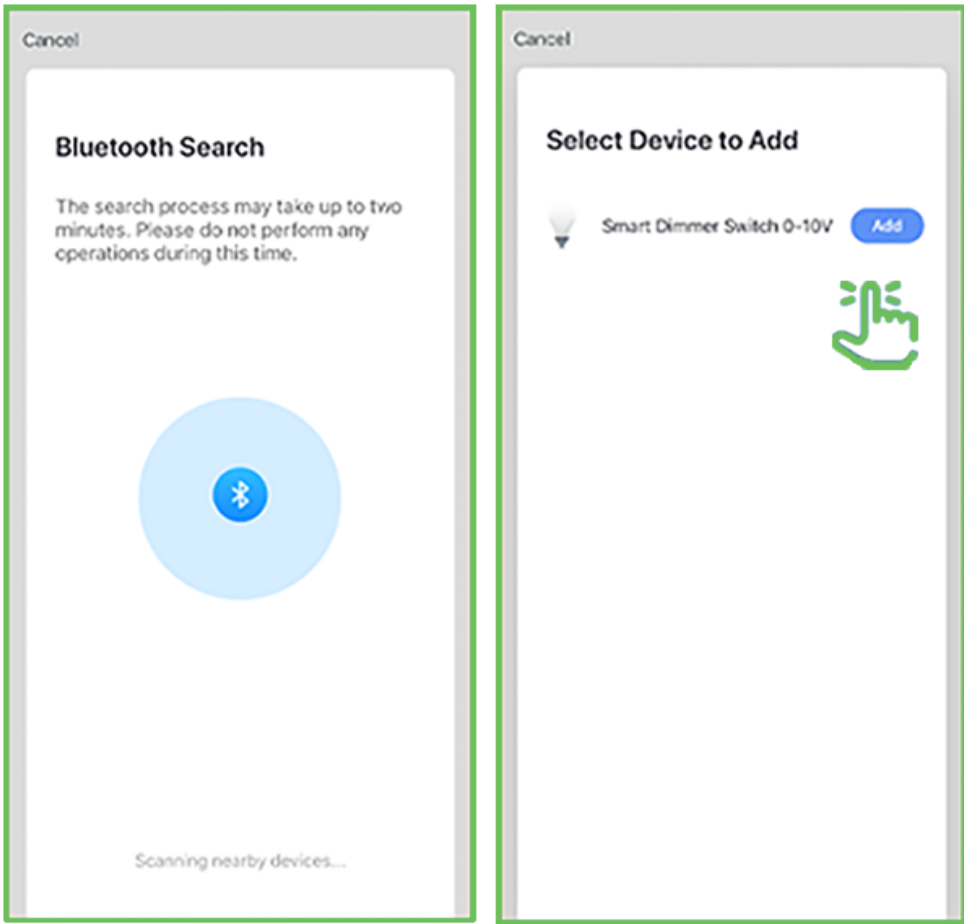 Cancel
Bluetooth Search
The search process may take up to two
minutes. Please do not perform any
operations during this time.
Scanning nearby devices...
Cancel
Select Device to Add
Smart Dimmer Switch 0-10V Add